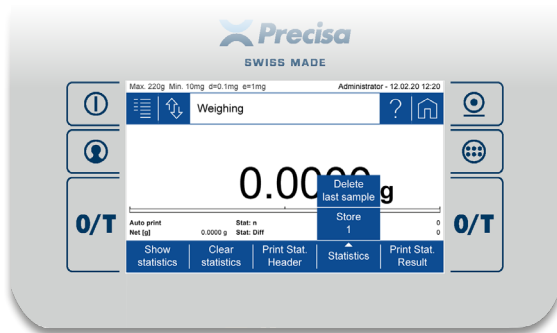 Precisa
SWISS MADE
Max. 220g Min. 10mg d=0.1mg e=1mg Administrator - 12.02.20 12:20
Weighing ?
0.00 g
Delete
last sample
Store
1
Auto print Stat: n 0
Net [g] 0.0000 g Stat: Diff 0
0/T 0/T
Show
statistics
Clear
statistics
Print Stat.
Header
Statistics
Print Stat.
Result